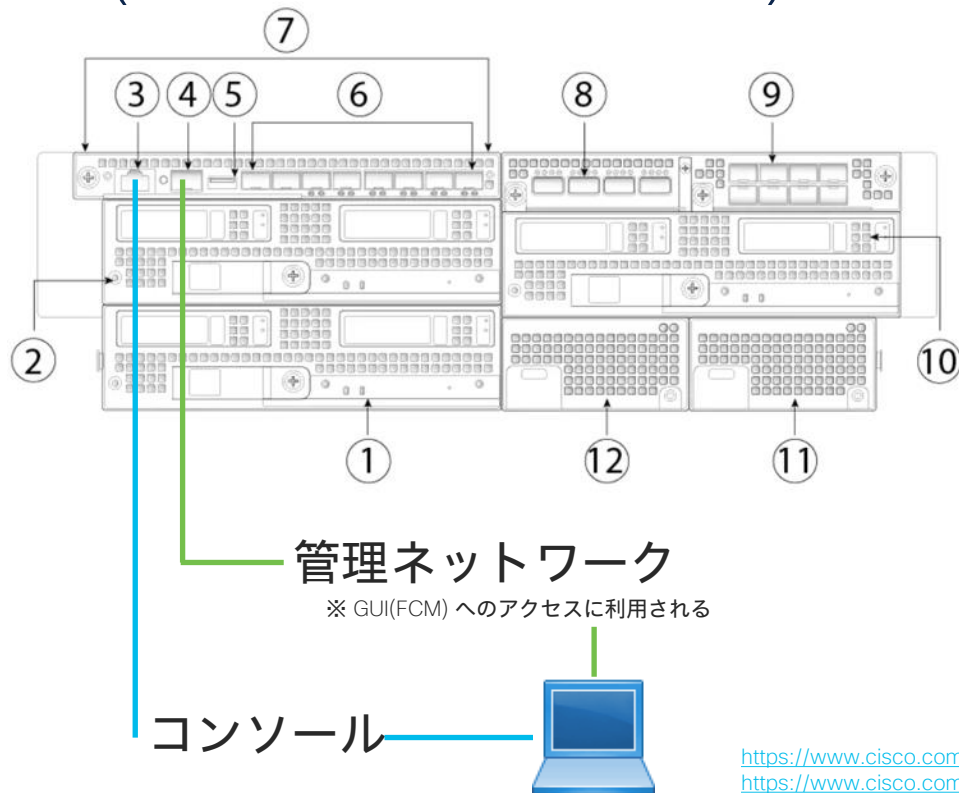 ⑦
③ ④ ⑤ ⑥ ⑧ ⑨
②
⑩
① ⑫ ⑪
管理ネットワーク
※ GUI(FCM) へのアクセスに利用される
コンソール
https://www.cisco.com
https://www.cisco.com